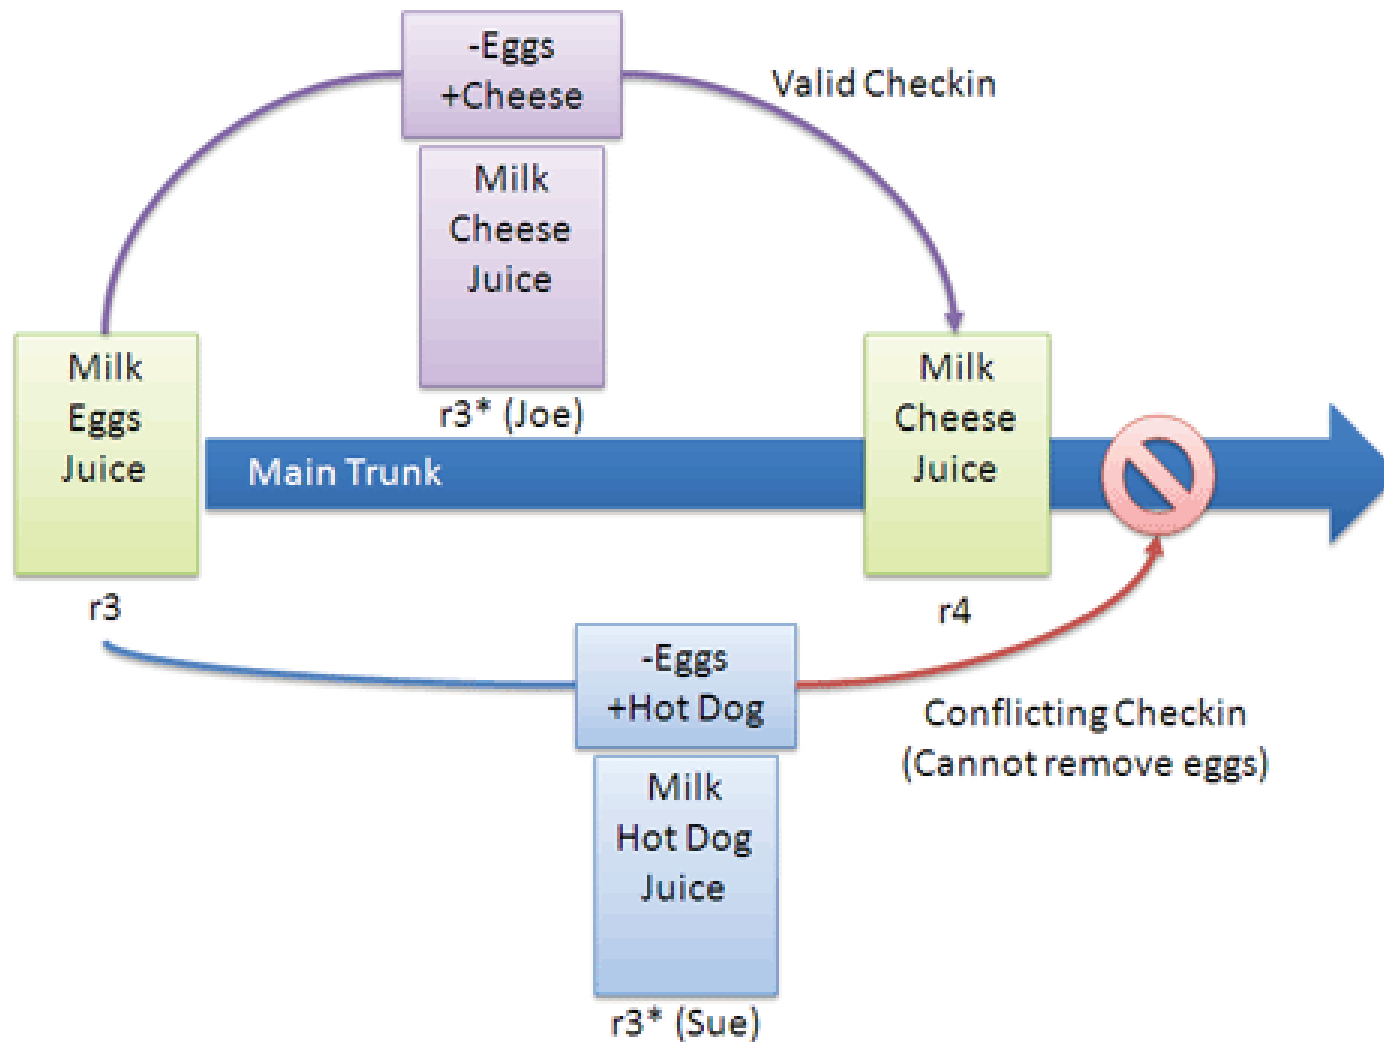 -Eggs
+Cheese
Valid Checkin
Milk
Cheese
Juice
r3* (Joe)
Milk
Eggs
Juice
r3
Main Trunk
Milk
Cheese
Juice
r4
-Eggs
+Hot Dog
Conflicting Checkin
(Cannot remove eggs)
Milk
Hot Dog
Juice
r3* (Sue)